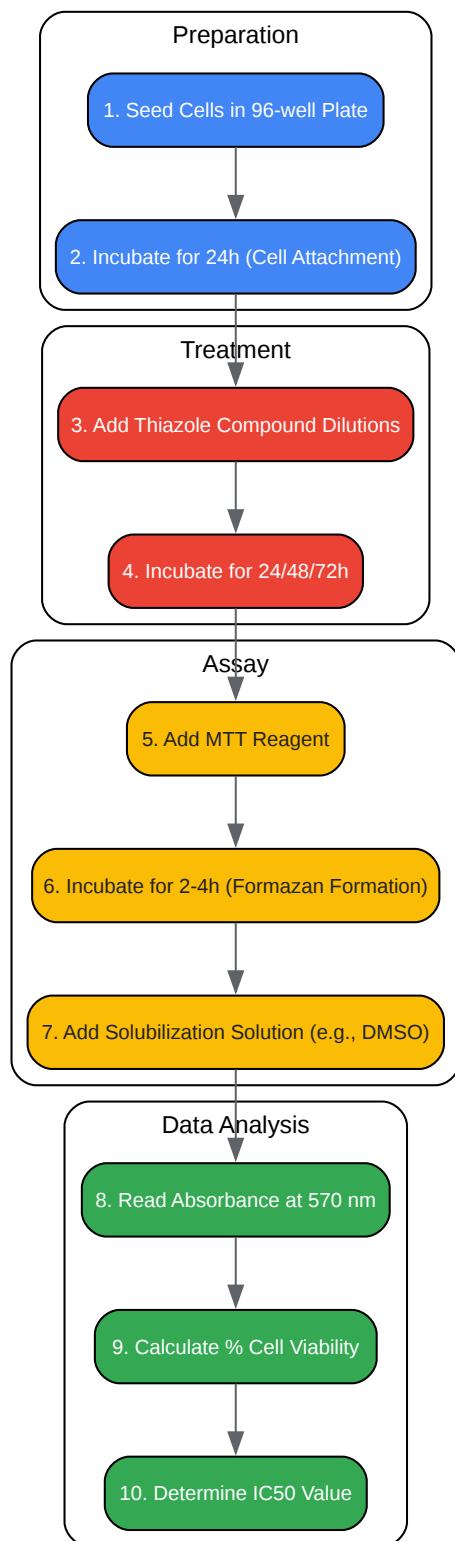 Preparation
1. Seed Cells in 96-well Plate
2. Incubate for 24h (Cell Attachment)
Treatment
3. Add Thiazole Compound Dilutions
4. Incubate for 24/48/72h
Assay
5. Add MTT Reagent
6. Incubate for 2-4h (Formazan Formation)
7. Add Solubilization Solution (e.g., DMSO)
Data Analysis
8. Read Absorbance at 570 nm
9. Calculate % Cell Viability
10. Determine IC50 Value